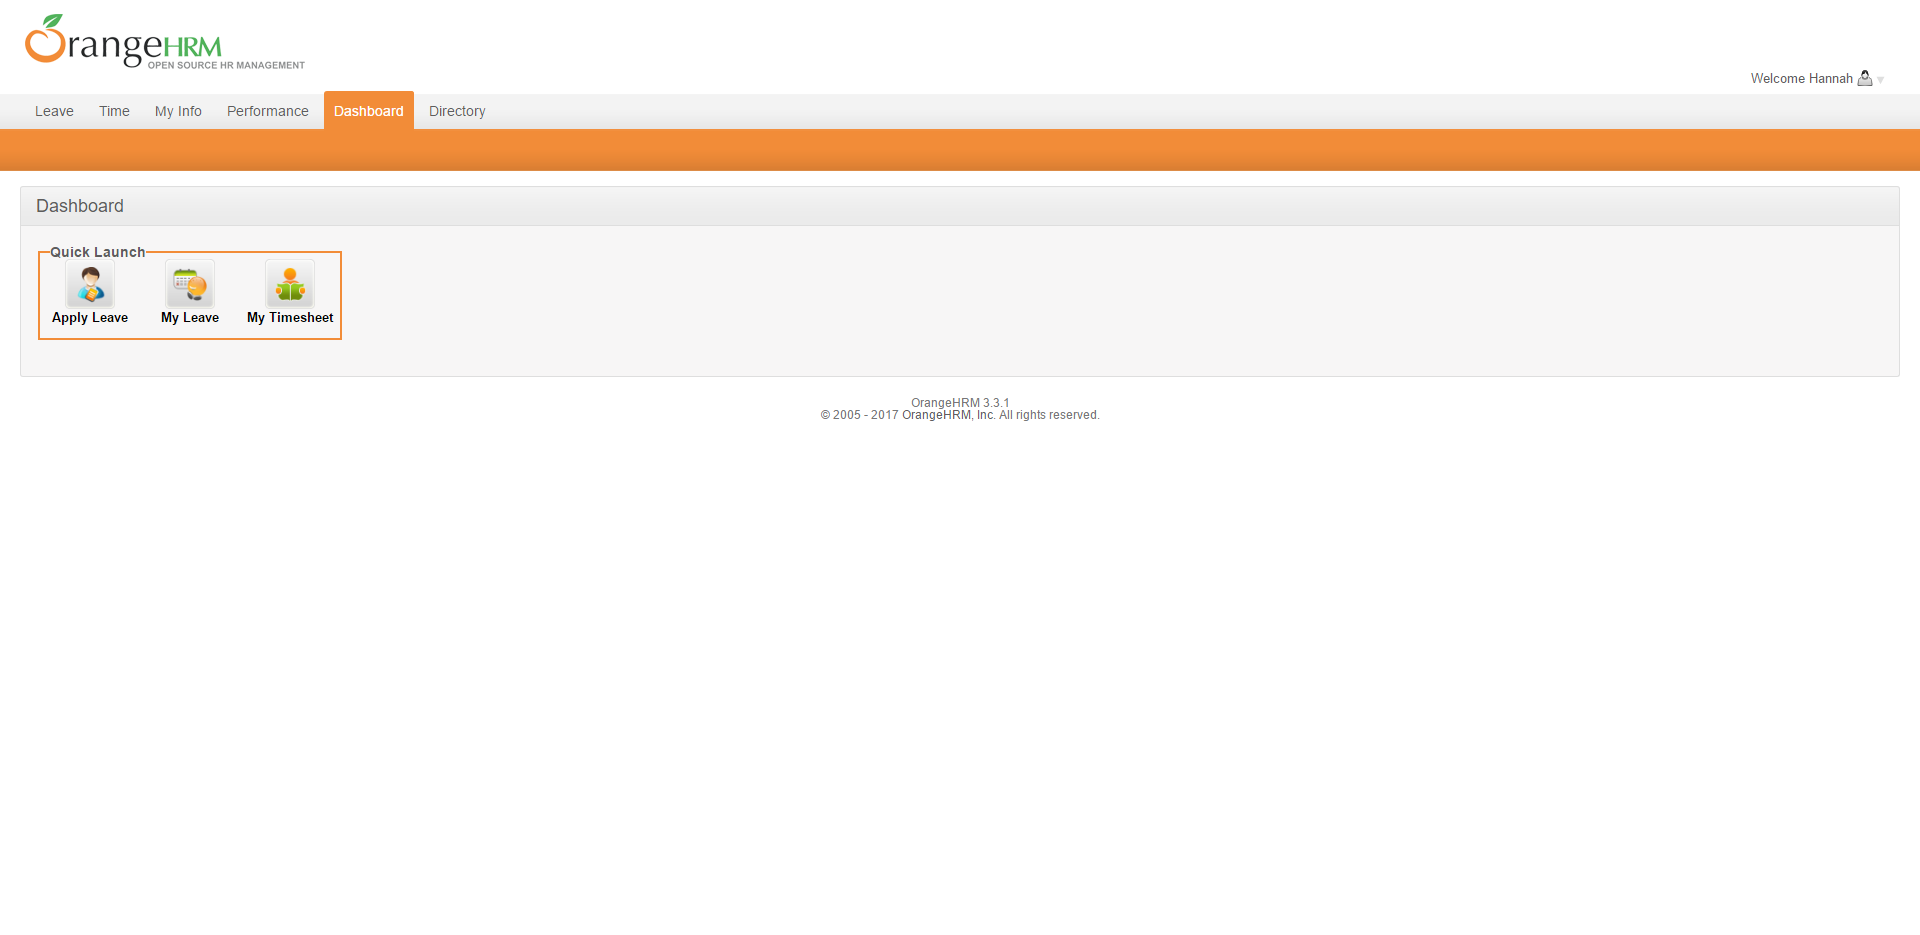 OrangeHRM
OPEN SOURCE HR MANAGEMENT
Welcome Hannah
Leave Time My Info Performance Dashboard Directory
Dashboard
Quick Launch
Apply Leave My Leave My Timesheet
OrangeHRM 3.3.1
© 2005 - 2017 OrangeHRM, Inc. All rights reserved.